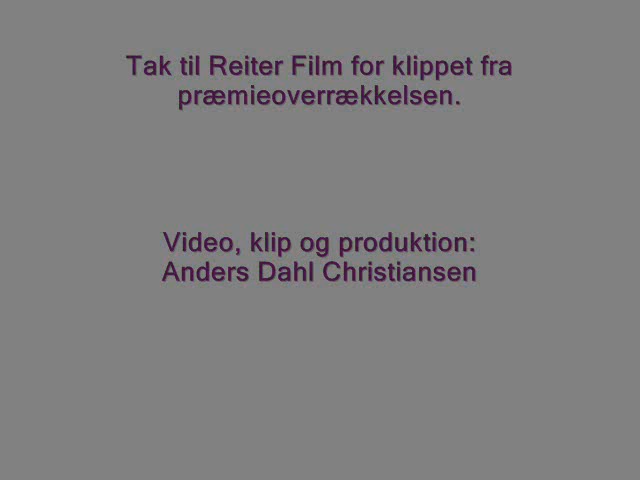 Tak til Reiter Film for klippet fra
præmieoverrækkelsen.
Video, klip og produktion:
Anders Dahl Christiansen